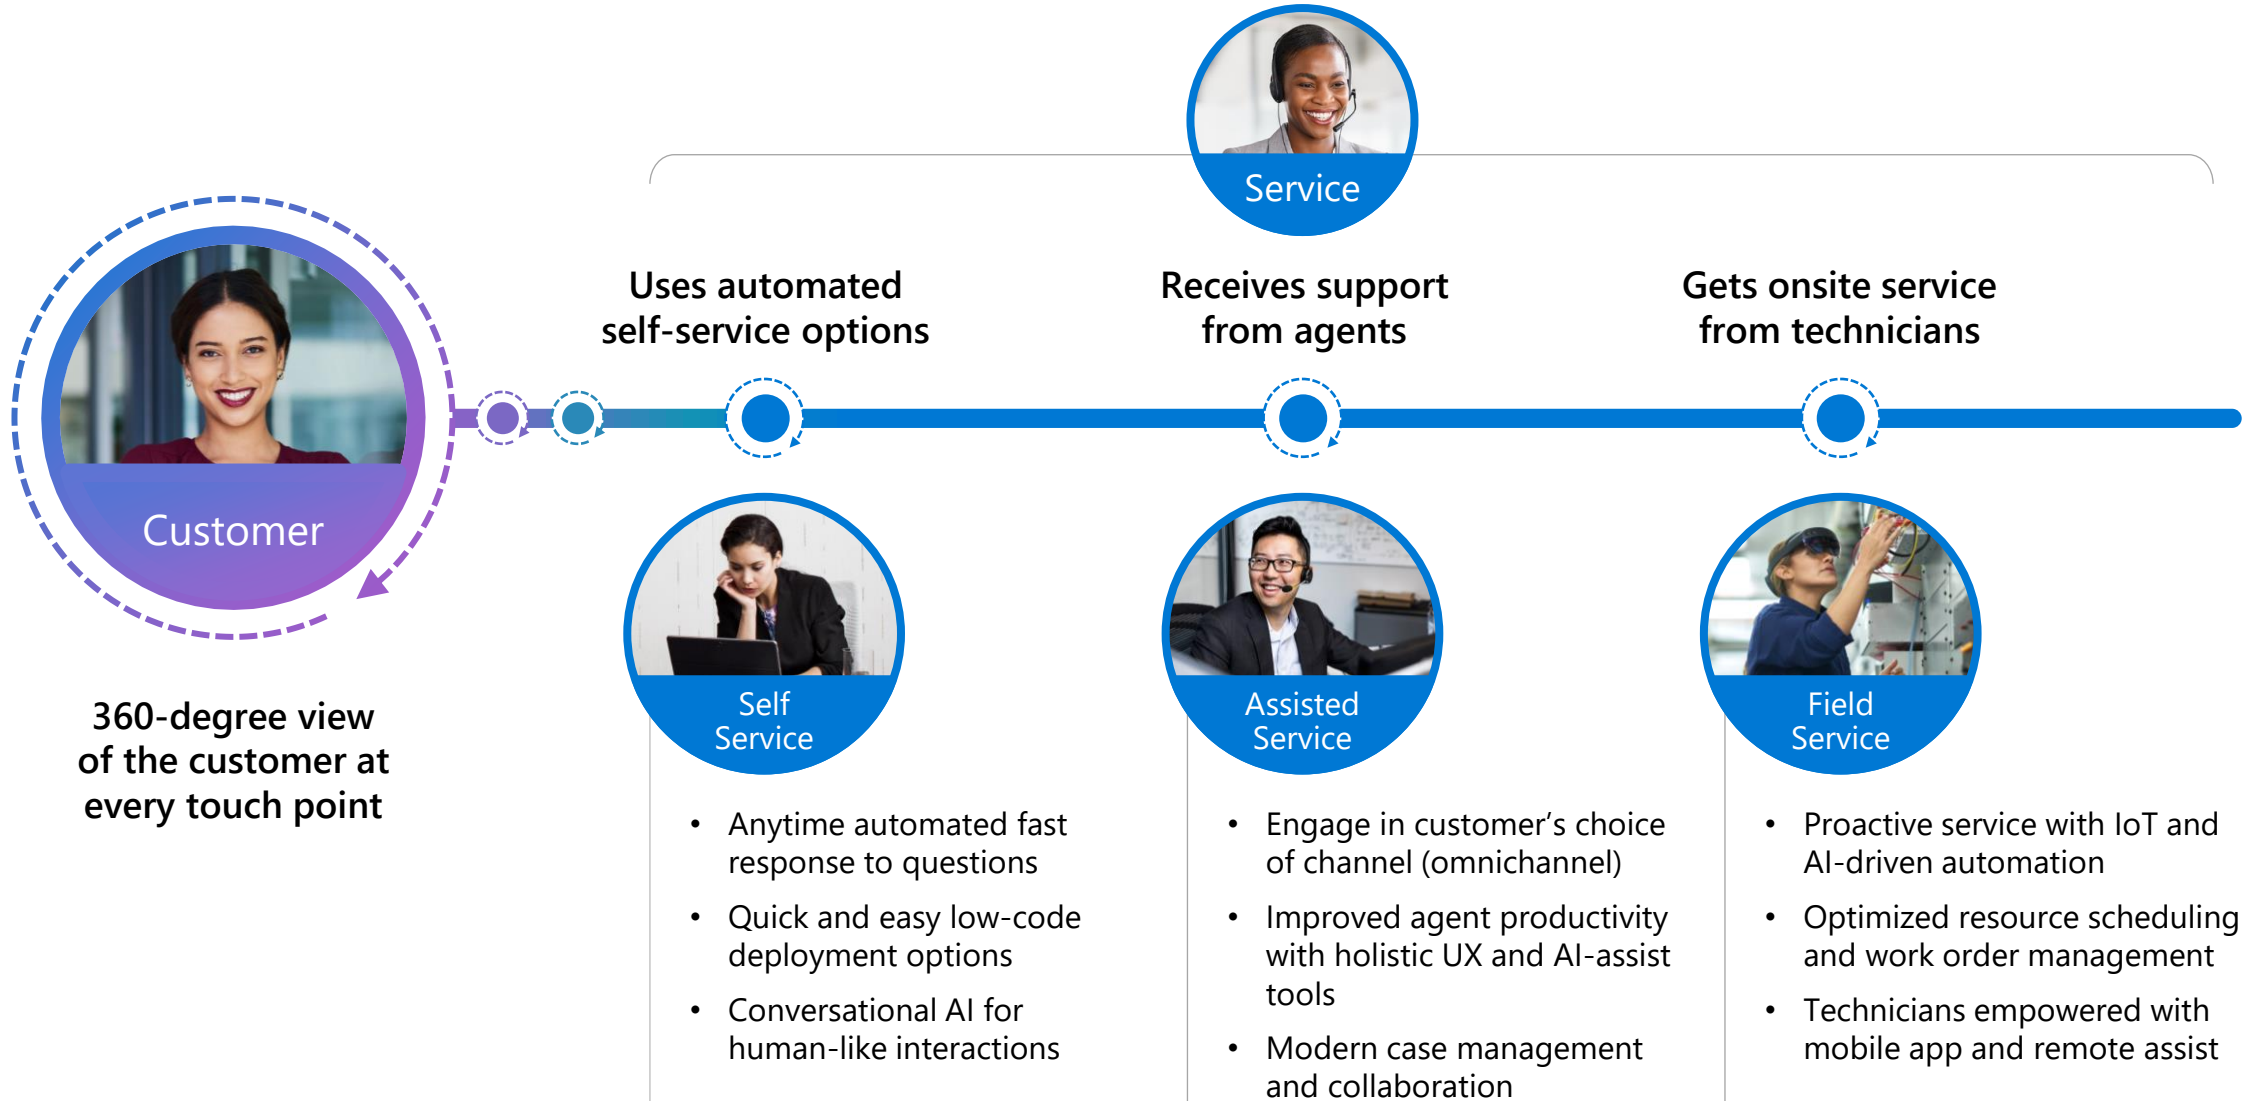 Service
Customer
360-degree view
of the customer at
every touch point
Uses automated
self-service options
Receives support
from agents
Gets onsite service
from technicians
Self
Service
• Anytime automated fast
response to questions
• Quick and easy low-code
deployment options
• Conversational AI for
human-like interactions
Assisted
Service
• Engage in customer’s choice
of channel (omnichannel)
• Improved agent productivity
with holistic UX and AI-assist
tools
• Modern case management
and collaboration
Field
Service
• Proactive service with IoT and
AI-driven automation
• Optimized resource scheduling
and work order management
• Technicians empowered with
mobile app and remote assist